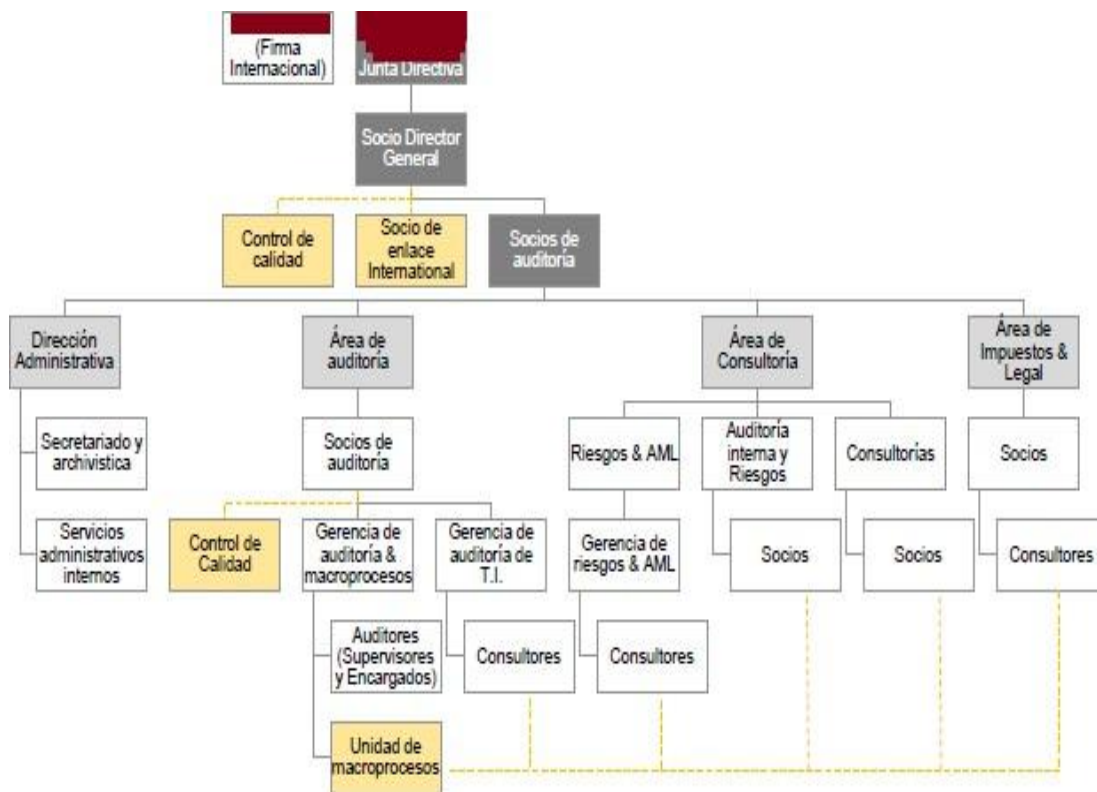 (Firma
Internacional)
Junta Directiva
Socio Director
General
Control de
calidad
Socio de
enlace
International
Socios de
auditoría
Dirección
Administrativa
Área de
auditoría
Área de
Consultoría
Área de
Impuestos &
Legal
Secretariado y
archivistica
Socios de
auditoría
Riesgos & AML
Auditoría
interna y
Riesgos
Consultorías
Socios
Servicios
administrativos
internos
Control de
Calidad
Gerencia de
auditoría &
macroprocesos
Gerencia de
auditoría de
T.I.
Gerencia de
riesgos & AML
Socios
Socios
Consultores
Auditores
(Supervisores
y Encargados)
Consultores
Consultores
Unidad de
macroprocesos